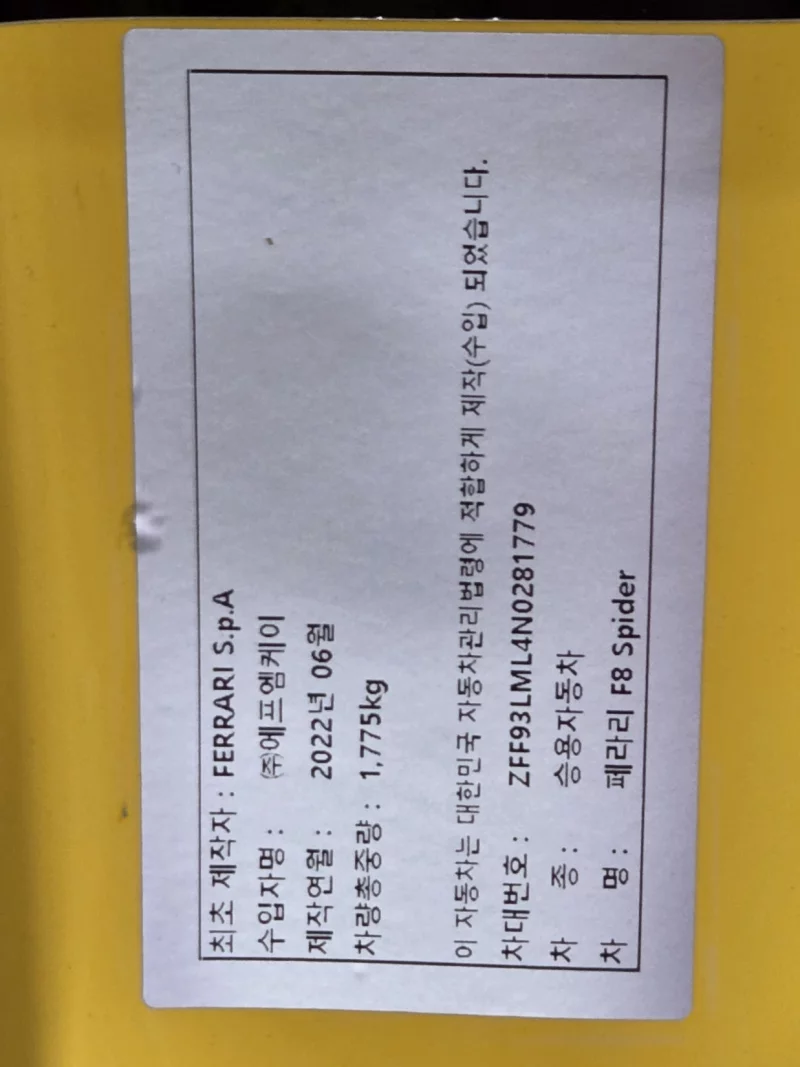 최초 제작자 : FERRARI S.p.A
수입자명 : ㈜에프엠케이
제작연월 : 2022년 06월
차량총중량 : 1,775kg
이 자동차는 대한민국 자동차관리법령에 적합하게 제작(수입) 되었습니다.
차대번호 : ZFF93LML4N0281779
차 종 : 승용자동차
차 명 : 페라리 F8 Spider